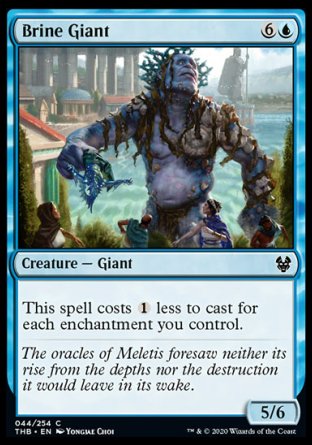 Brine Giant 6
Creature — Giant
This spell costs 1 less to cast for
each enchantment you control.
The oracles of Meletis foresaw neither its
rise from the depths nor the destruction
it would leave in its wake.
5/6
044/254 C
THB • EN YONGJAE CHOI
™ & © 2020 Wizards of the Coast